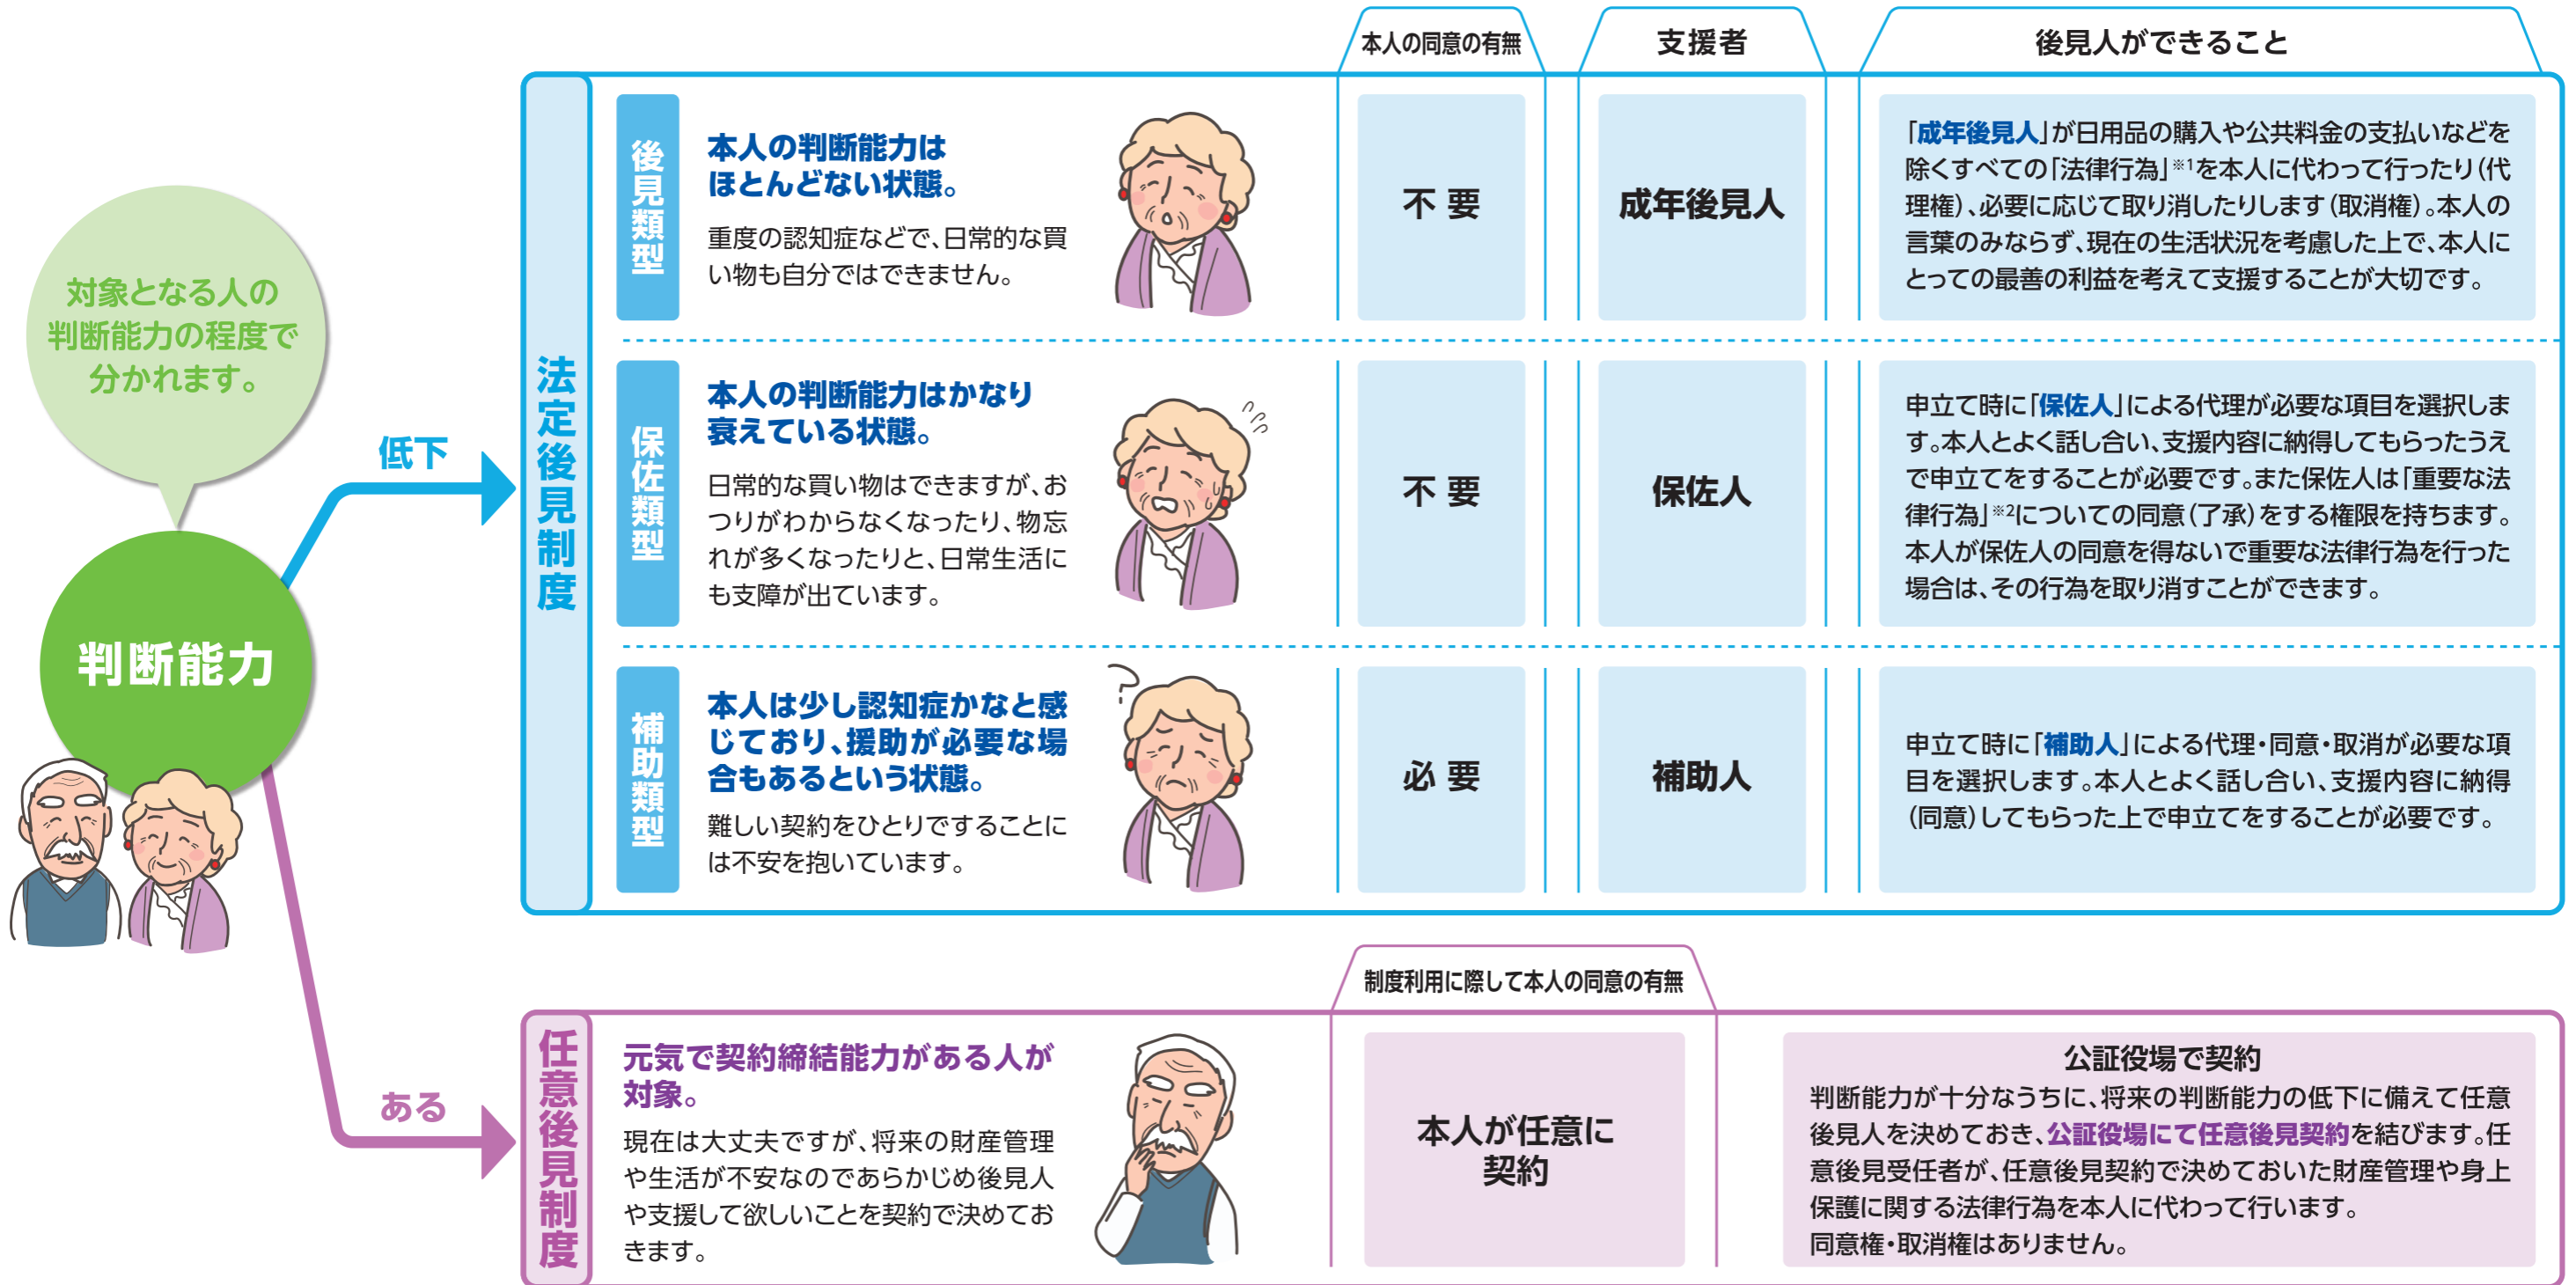 対象となる人の
判断能力の程度で
分かれます。
判断能力
低下
ある
本人の同意の有無
支援者
後見人ができること
法定後見制度
後見類型
本人の判断能力は
ほとんどない状態。
重度の認知症などで、日常的な買
い物も自分ではできません。
不要
成年後見人
「成年後見人」が日用品の購入や公共料金の支払いなどを
除くすべての「法律行為」※1を本人に代わって行ったり(代
理権)、必要に応じて取り消したりします(取消権)。本人の
言葉のみならず、現在の生活状況を考慮した上で、本人に
とっての最善の利益を考えて支援することが大切です。
保佐類型
本人の判断能力はかなり
衰えている状態。
日常的な買い物はできますが、お
つりがわからなくなったり、物忘
れが多くなったりと、日常生活に
も支障が出ています。
不要
保佐人
申立て時に「保佐人」による代理が必要な項目を選択しま
す。本人とよく話し合い、支援内容に納得してもらったうえ
で申立てをすることが必要です。また保佐人は「重要な法
律行為」※2についての同意(了承)をする権限を持ちます。
本人が保佐人の同意を得ないで重要な法律行為を行った
場合は、その行為を取り消すことができます。
補助類型
本人は少し認知症かなと感
じており、援助が必要な場
合もあるという状態。
難しい契約をひとりですることに
は不安を抱いています。
必要
補助人
申立て時に「補助人」による代理・同意・取消が必要な項
目を選択します。本人とよく話し合い、支援内容に納得
(同意)してもらった上で申立てをすることが必要です。
制度利用に際して本人の同意の有無
任意後見制度
元気で契約締結能力がある人が
対象。
現在は大丈夫ですが、将来の財産管理
や生活が不安なのであらかじめ後見人
や支援して欲しいことを契約で決めてお
きます。
本人が任意に
契約
公証役場で契約
判断能力が十分なうちに、将来の判断能力の低下に備えて任意
後見人を決めておき、公証役場にて任意後見契約を結びます。任
意後見受任者が、任意後見契約で決めておいた財産管理や身上
保護に関する法律行為を本人に代わって行います。
同意権・取消権はありません。